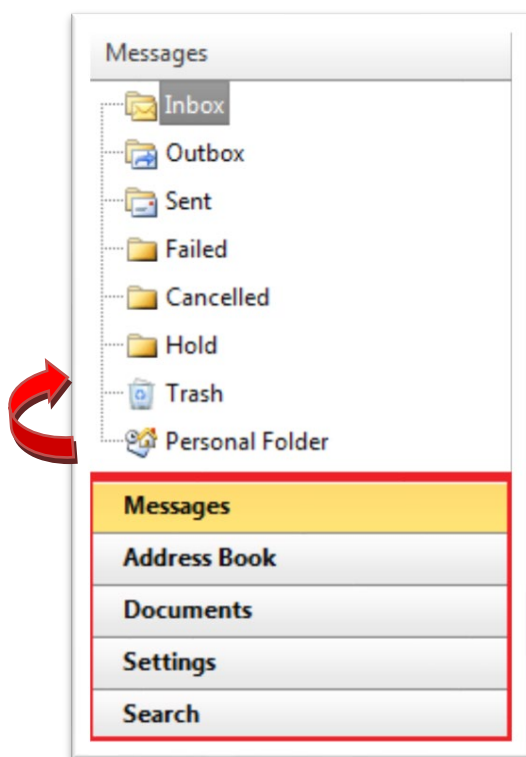 Messages
Inbox
Outbox
Sent
Failed
Cancelled
Hold
Trash
Personal Folder
Messages
Address Book
Documents
Settings
Search